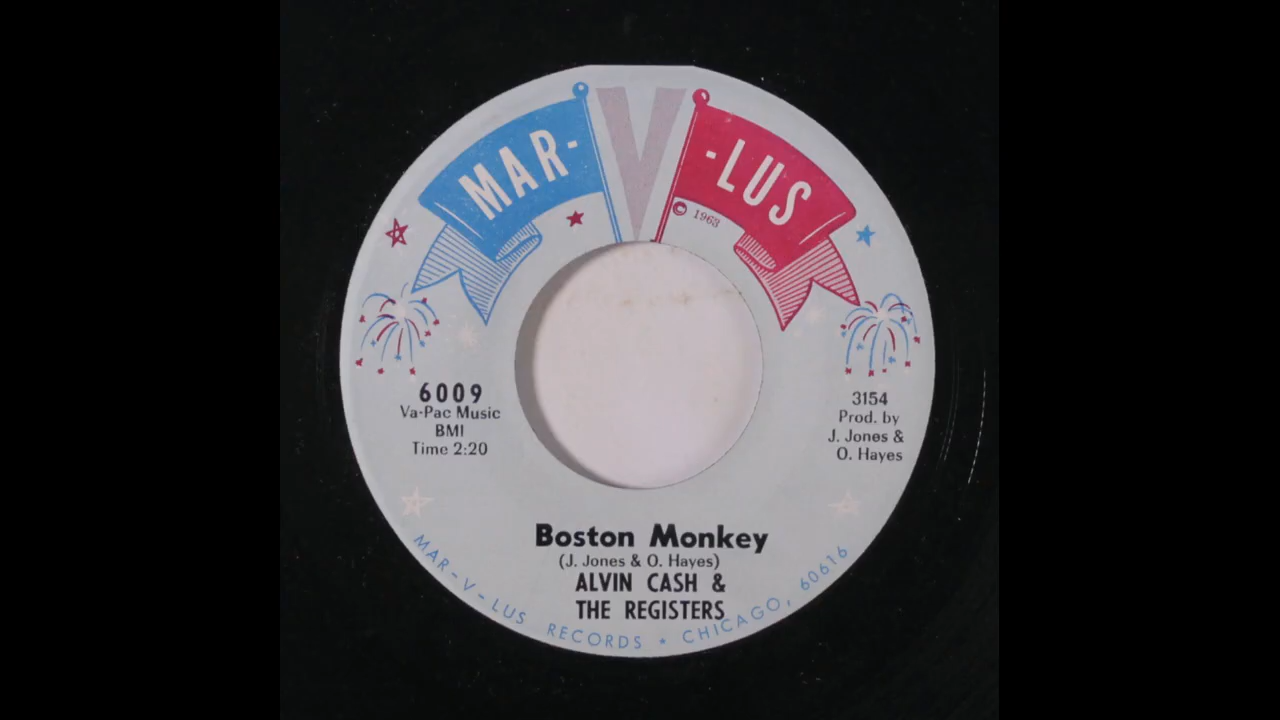 MAR-
V
-LUS
© 1963
6009
Va-Pac Music
BMI
Time 2:20
3154
Prod. by
J. Jones &
O. Hayes
Boston Monkey
(J. Jones & O. Hayes)
ALVIN CASH &
THE REGISTERS
MAR-V-LUS RECORDS * CHICAGO, 60616